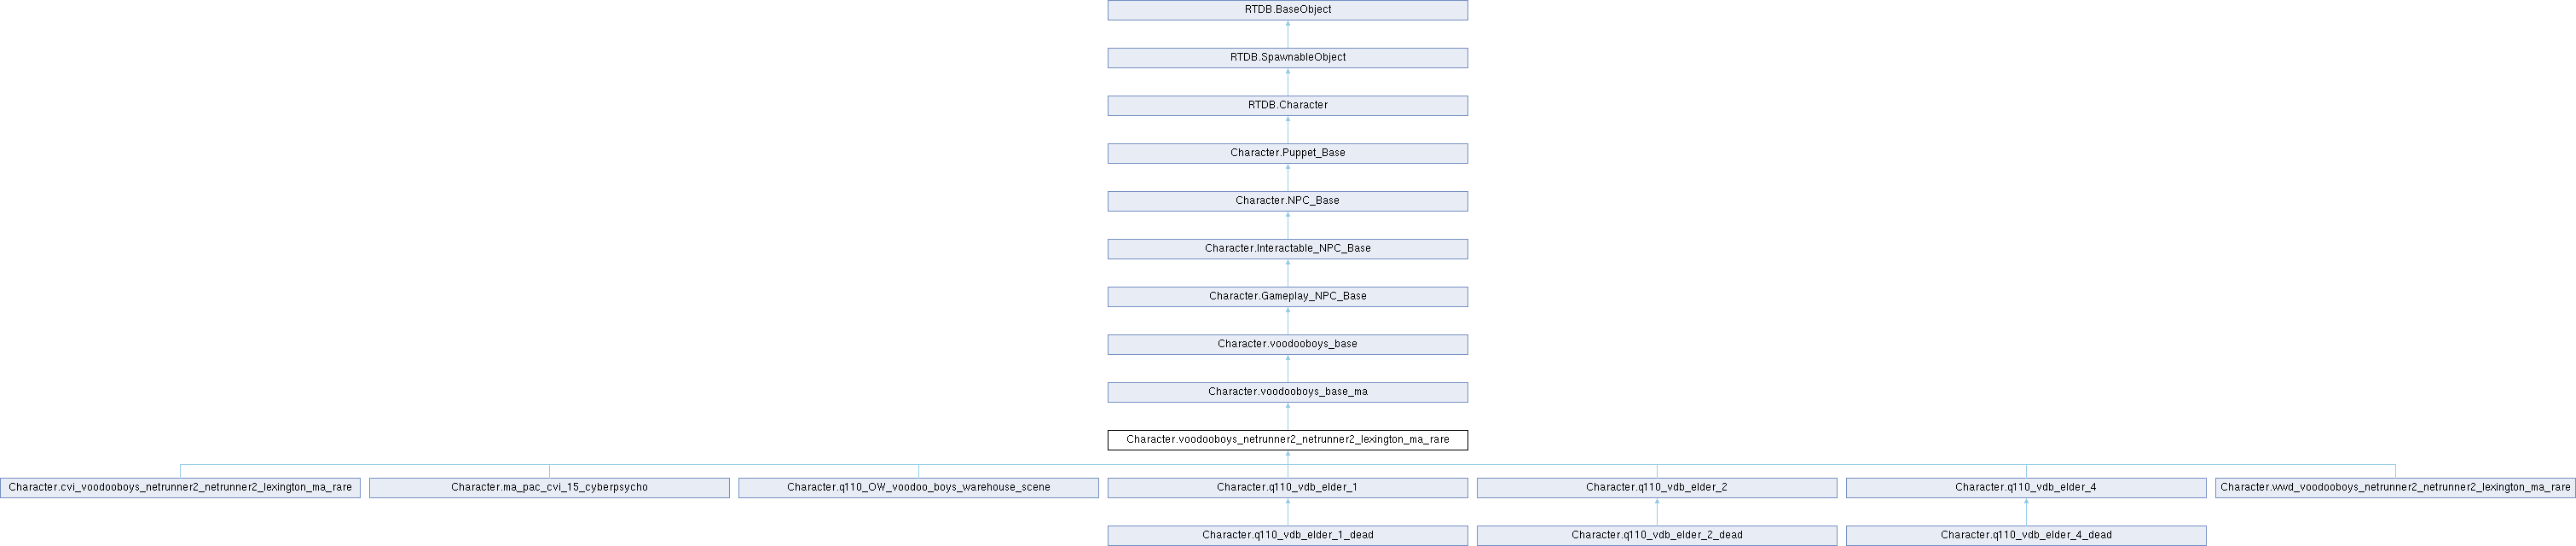 RTDB.BaseObject
RTDB.SpawnableObject
RTDB.Character
Character.Puppet_Base
Character.NPC_Base
Character.Interactable_NPC_Base
Character.Gameplay_NPC_Base
Character.voodooboys_base
Character.voodooboys_base_ma
Character.voodooboys_netrunner2_netrunner2_lexington_ma_rare
Character.cvi_voodooboys_netrunner2_netrunner2_lexington_ma_rare
Character.ma_pac_cvi_15_cyberpsycho
Character.q110_OW_voodoo_boys_warehouse_scene
Character.q110_vdb_elder_1
Character.q110_vdb_elder_2
Character.q110_vdb_elder_4
Character.wwd_voodooboys_netrunner2_netrunner2_lexington_ma_rare
Character.q110_vdb_elder_1_dead
Character.q110_vdb_elder_2_dead
Character.q110_vdb_elder_4_dead